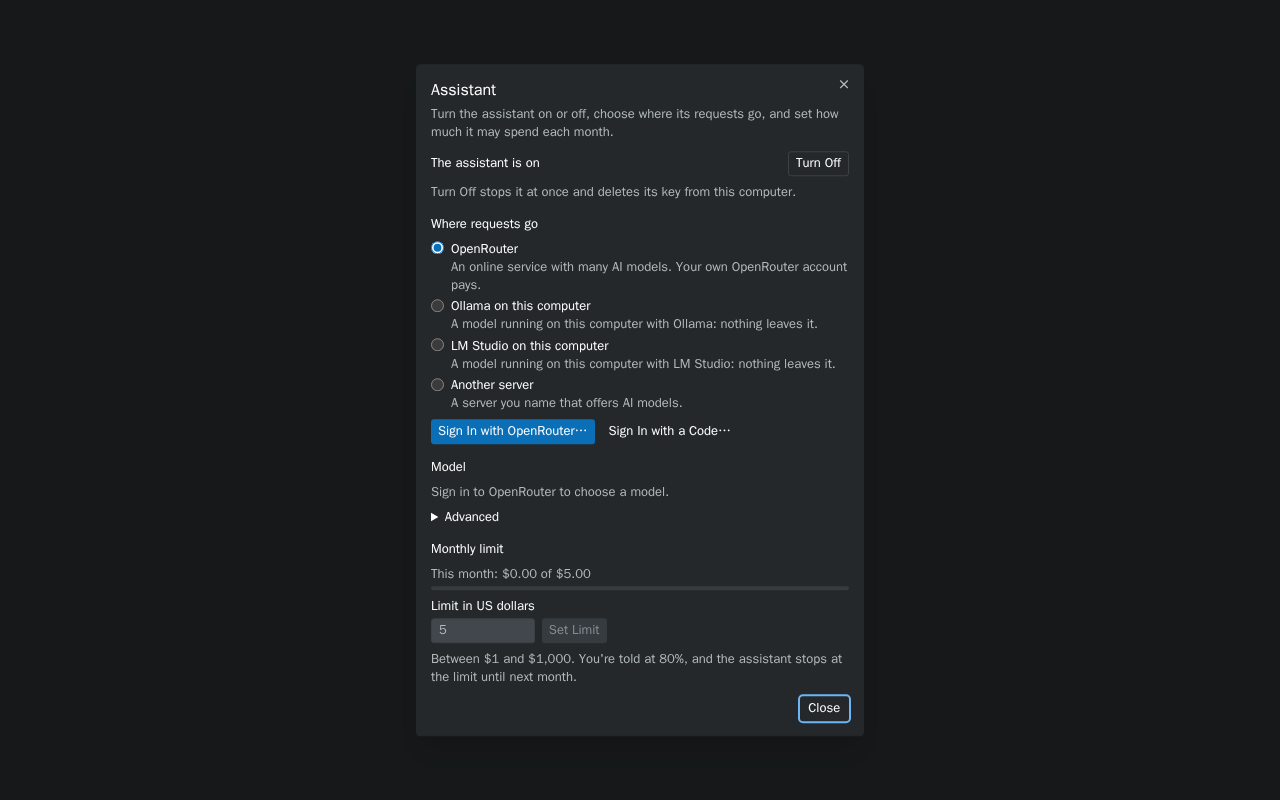 Assistant
Turn the assistant on or off, choose where its requests go, and set how
much it may spend each month.
The assistant is on
Turn Off
Turn Off stops it at once and deletes its key from this computer.
Where requests go
OpenRouter
An online service with many AI models. Your own OpenRouter account
pays.
Ollama on this computer
A model running on this computer with Ollama: nothing leaves it.
LM Studio on this computer
A model running on this computer with LM Studio: nothing leaves it.
Another server
A server you name that offers AI models.
Sign In with OpenRouter…
Sign In with a Code…
Model
Sign in to OpenRouter to choose a model.
Advanced
Monthly limit
This month: $0.00 of $5.00
Limit in US dollars
5
Set Limit
Between $1 and $1,000. You're told at 80%, and the assistant stops at
the limit until next month.
Close